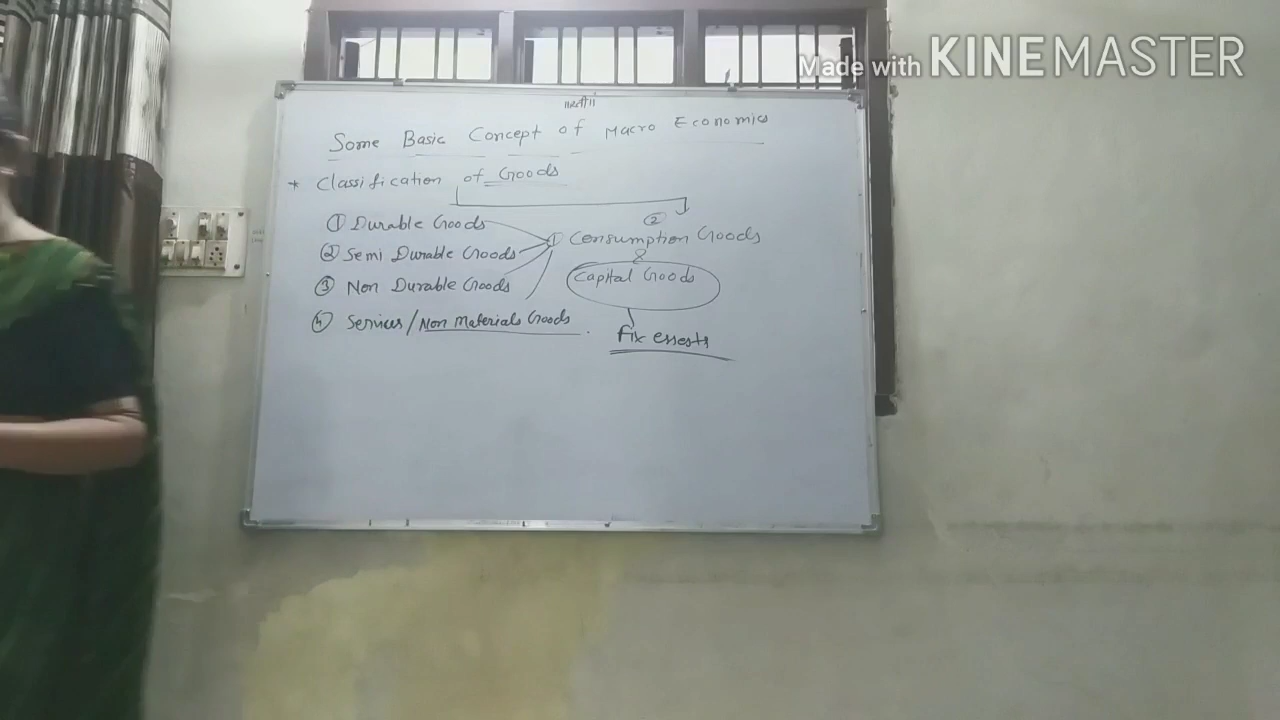 Made with KINEMASTER
॥श्री॥
Some Basic Concept of Macro Economics
* Classification of Goods
① Durable Goods
② Semi Durable Goods
③ Non Durable Goods
④ Services/Non Materials Goods
②
① Consumption Goods
&
Capital Goods
Fix essests